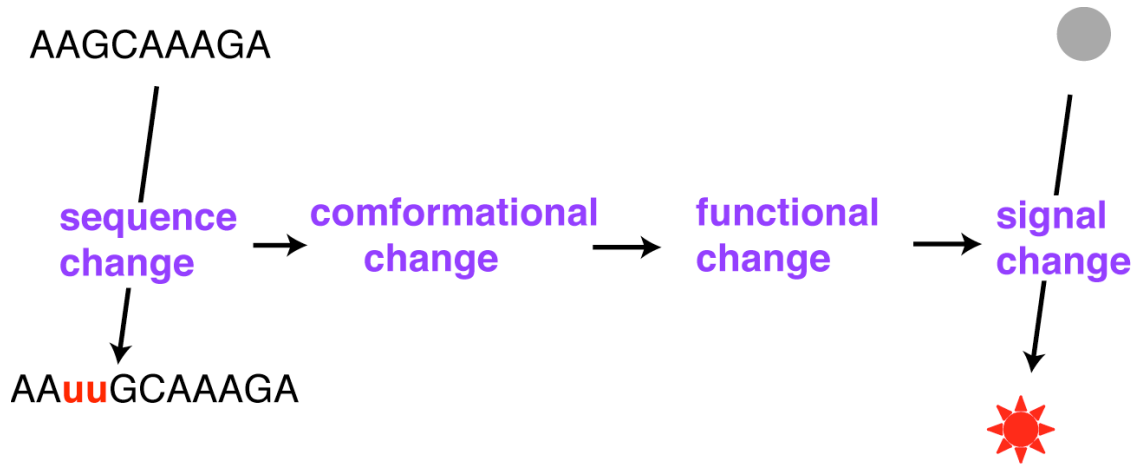 AAGCAAAGA
sequence
change
comformational
change
functional
change
signal
change
AAuuGCAAAGA